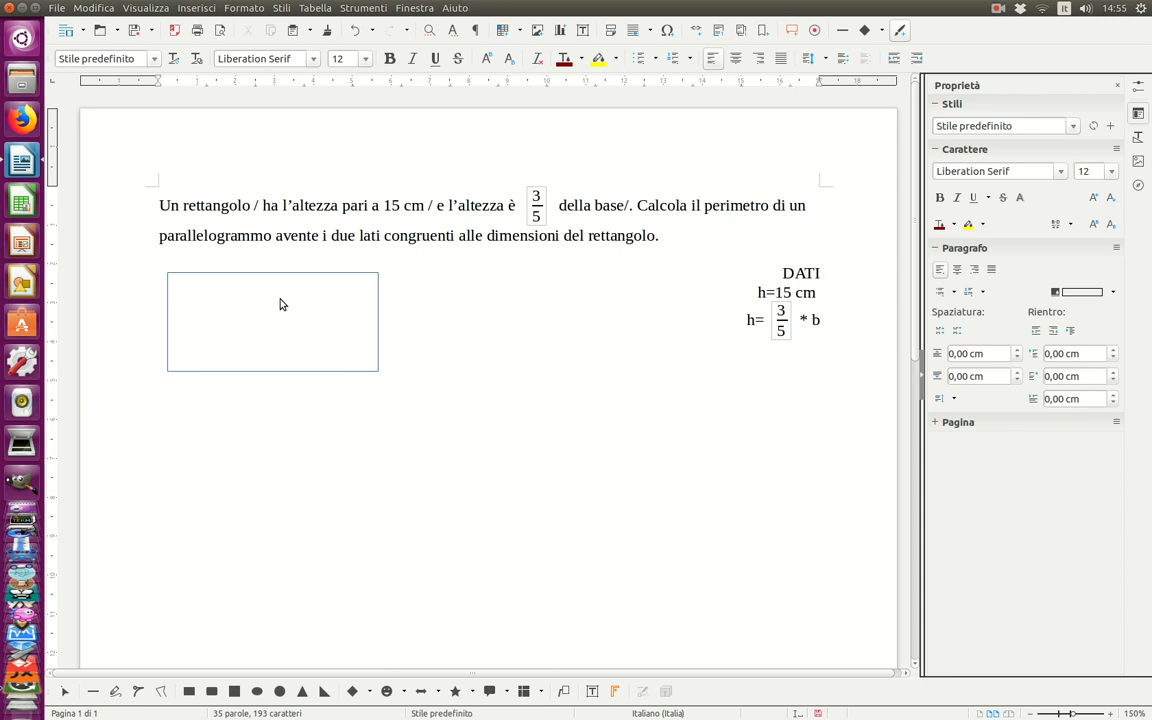 File Modifica Visualizza Inserisci Formato Stili Tabella Strumenti Finestra Aiuto It 14:55
Stile predefinito Liberation Serif 12
Proprietà
Stili
Stile predefinito
Carattere
Liberation Serif 12
Paragrafo
Spaziatura: Rientro:
0,00 cm 0,00 cm
0,00 cm 0,00 cm
0,00 cm
Pagina
Un rettangolo / ha l’altezza pari a 15 cm / e l’altezza è 3/5 della base/. Calcola il perimetro di un
parallelogrammo avente i due lati congruenti alle dimensioni del rettangolo.
DATI
h=15 cm
h= 3/5 * b
Pagina 1 di 1 35 parole, 193 caratteri Stile predefinito Italiano (Italia) 150%